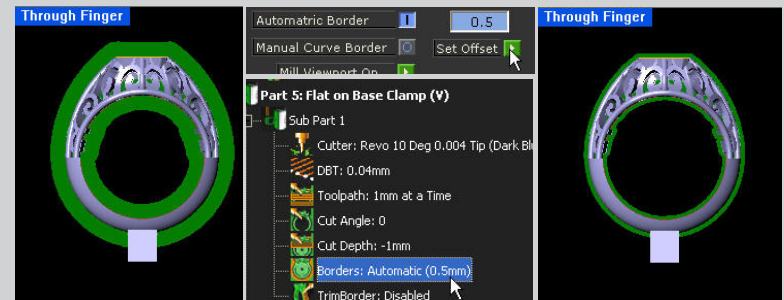 Through Finger
Automatric Border
0.5
Manual Curve Border
Set Offset
Mill Viewport On
Part 5: Flat on Base Clamp (V)
Sub Part 1
Cutter: Revo 10 Deg 0.004 Tip (Dark Bl
DBT: 0.04mm
Toolpath: 1mm at a Time
Cut Angle: 0
Cut Depth: -1mm
Borders: Automatic (0.5mm)
TrimBorder: Disabled
Through Finger